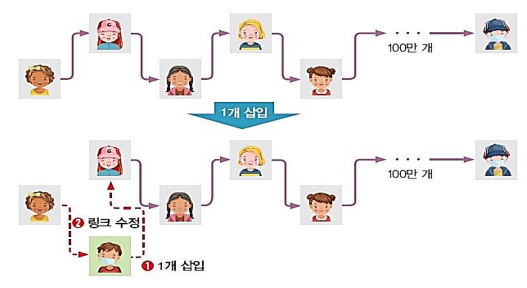 100만 개
1개 삽입
100만 개
❷ 링크 수정
❶ 1개 삽입